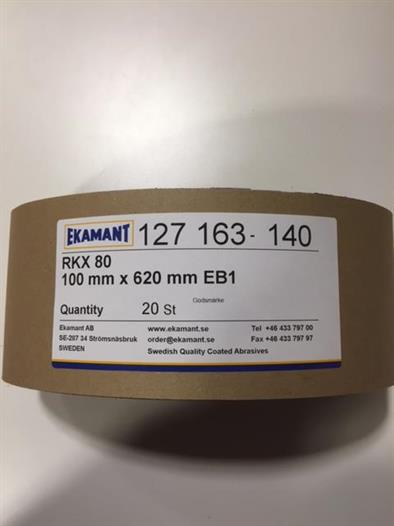 EKAMANT 127 163- 140
RKX 80
100 mm x 620 mm EB1
Godsmärke
Quantity 20 St
Ekamant AB www.ekamant.se Tel +46 433 797 00
SE-287 34 Strömsnäsbruk order@ekamant.se Fax +46 433 797 97
SWEDEN Swedish Quality Coated Abrasives